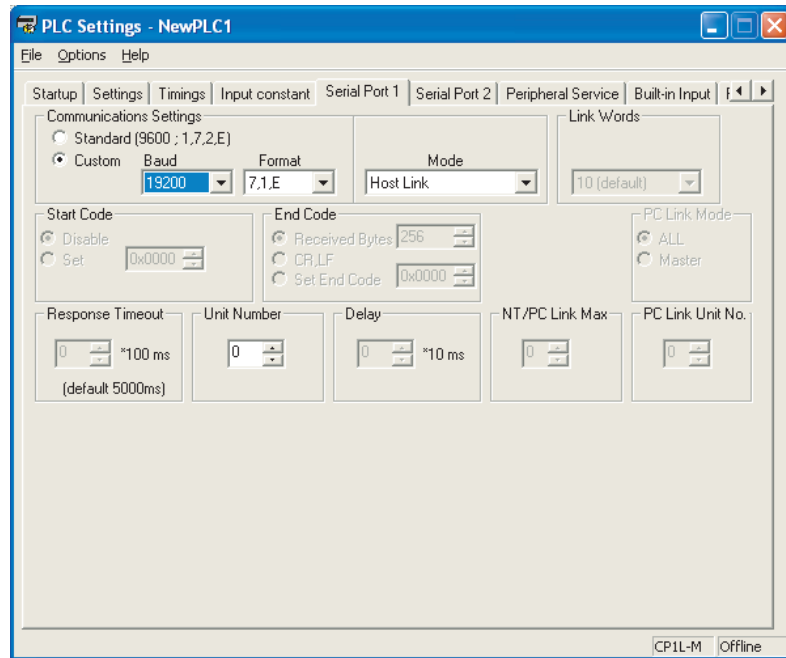 PLC Settings - NewPLC1
File Options Help
Startup Settings Timings Input constant Serial Port 1 Serial Port 2 Peripheral Service Built-in Input
Communications Settings Link Words
Standard (9600 ; 1,7,2,E)
Custom Baud Format Mode
19200 7,1,E Host Link 10 (default)
Start Code End Code PC Link Mode
Disable Received Bytes 256 ALL
Set 0x0000 CR,LF Master
Set End Code 0x0000
Response Timeout Unit Number Delay NT/PC Link Max PC Link Unit No.
0 *100 ms 0 0 *10 ms 0 0
(default 5000ms)
CP1L-M Offline